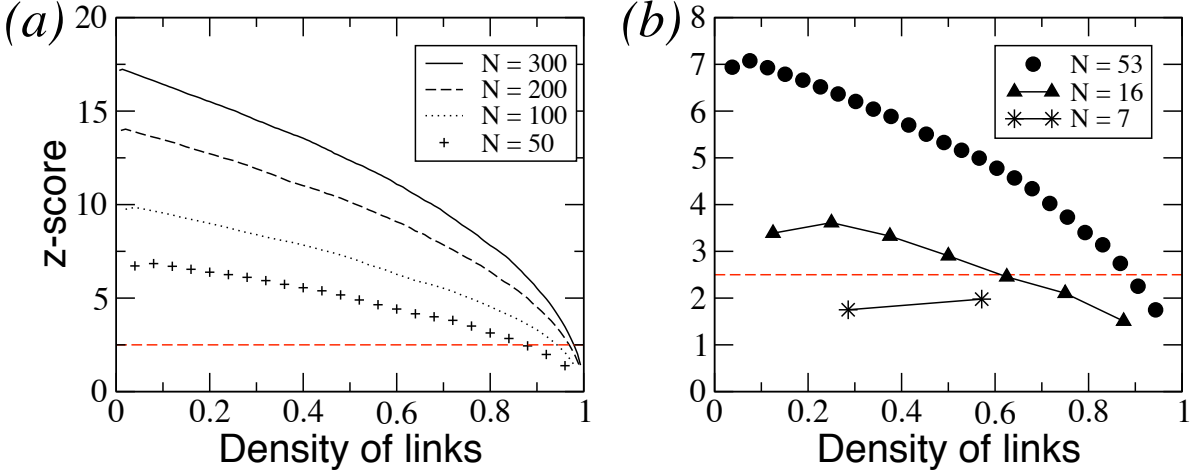 (a)
20
15
10
5
0
z-score
N = 300
N = 200
N = 100
N = 50
0 0.2 0.4 0.6 0.8 1
Density of links
(b)
8
7
6
5
4
3
2
1
0
N = 53
N = 16
N = 7
0 0.2 0.4 0.6 0.8 1
Density of links